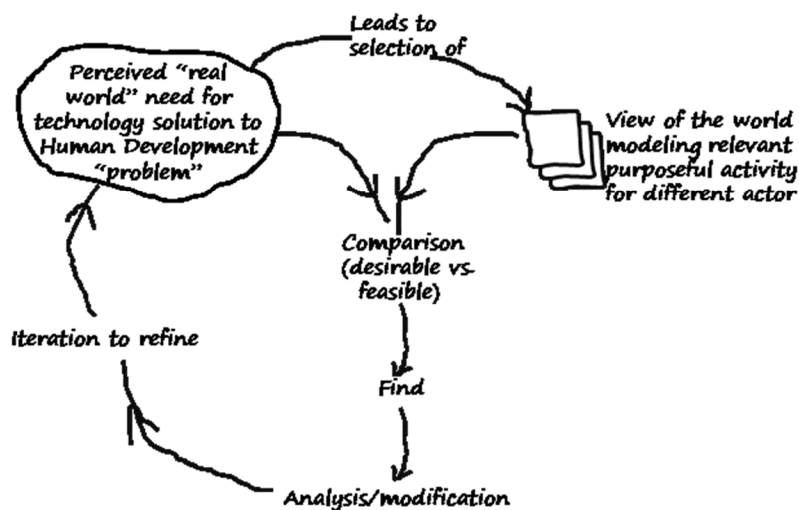 Leads to
selection of
Perceived “real
world” need for
technology solution to
Human Development
“problem”
View of the world
modeling relevant
purposeful activity
for different actor
Comparison
(desirable vs.
feasible)
Iteration to refine
Find
Analysis/modification